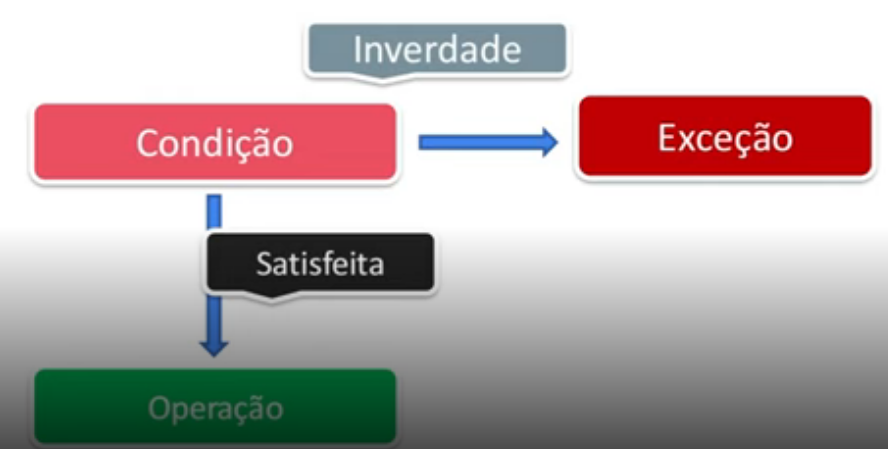 Inverdade
Condição
Exceção
Satisfeita
Operação